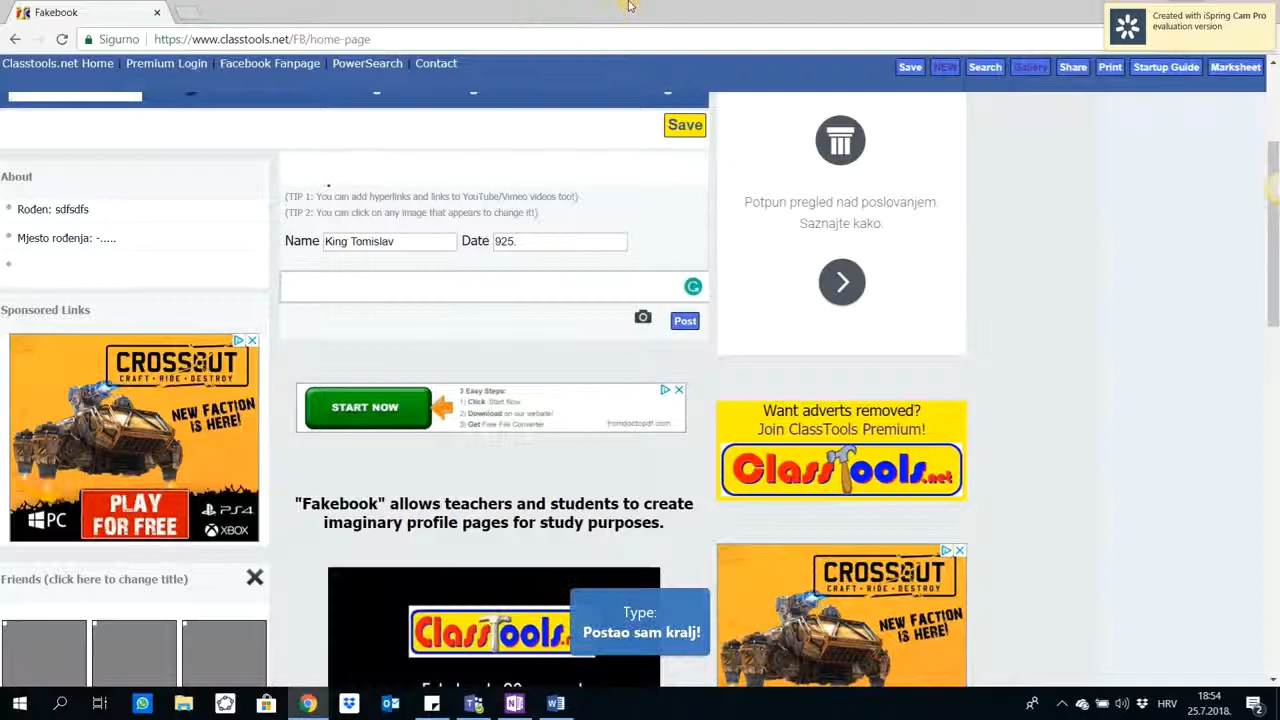 Fakebook
Created with iSpring Cam Pro
evaluation version
Sigurno
https://www.classtools.net/FB/home-page
Classtools.net Home
Premium Login
Facebook Fanpage
PowerSearch
Contact
Save
NEW
Search
Gallery
Share
Print
Startup Guide
Marksheet
Save
About
Rođen: sdfsdfs
Mjesto rođenja: -.....
(TIP 1: You can add hyperlinks and links to YouTube/Vimeo videos too!)
(TIP 2: You can click on any image that appears to change it!)
Name King Tomislav Date 925.
Post
Potpun pregled nad poslovanjem.
Saznajte kako.
Sponsored Links
CROSSOUT
CRAFT • RIDE • DESTROY
NEW FACTION
IS HERE!
PLAY
FOR FREE
PC
PS4
XBOX
START NOW
3 Easy Steps:
1) Click Start Now
2) Download on our website!
3) Get Free File Converter
fromdoctopdf.com
Want adverts removed?
Join ClassTools Premium!
ClassTools.net
"Fakebook" allows teachers and students to create
imaginary profile pages for study purposes.
CROSSOUT
CRAFT • RIDE • DESTROY
NEW FACTION
IS HERE!
Friends (click here to change title)
ClassTools.
Type:
Postao sam kralj!
HRV
18:54
25.7.2018.
2